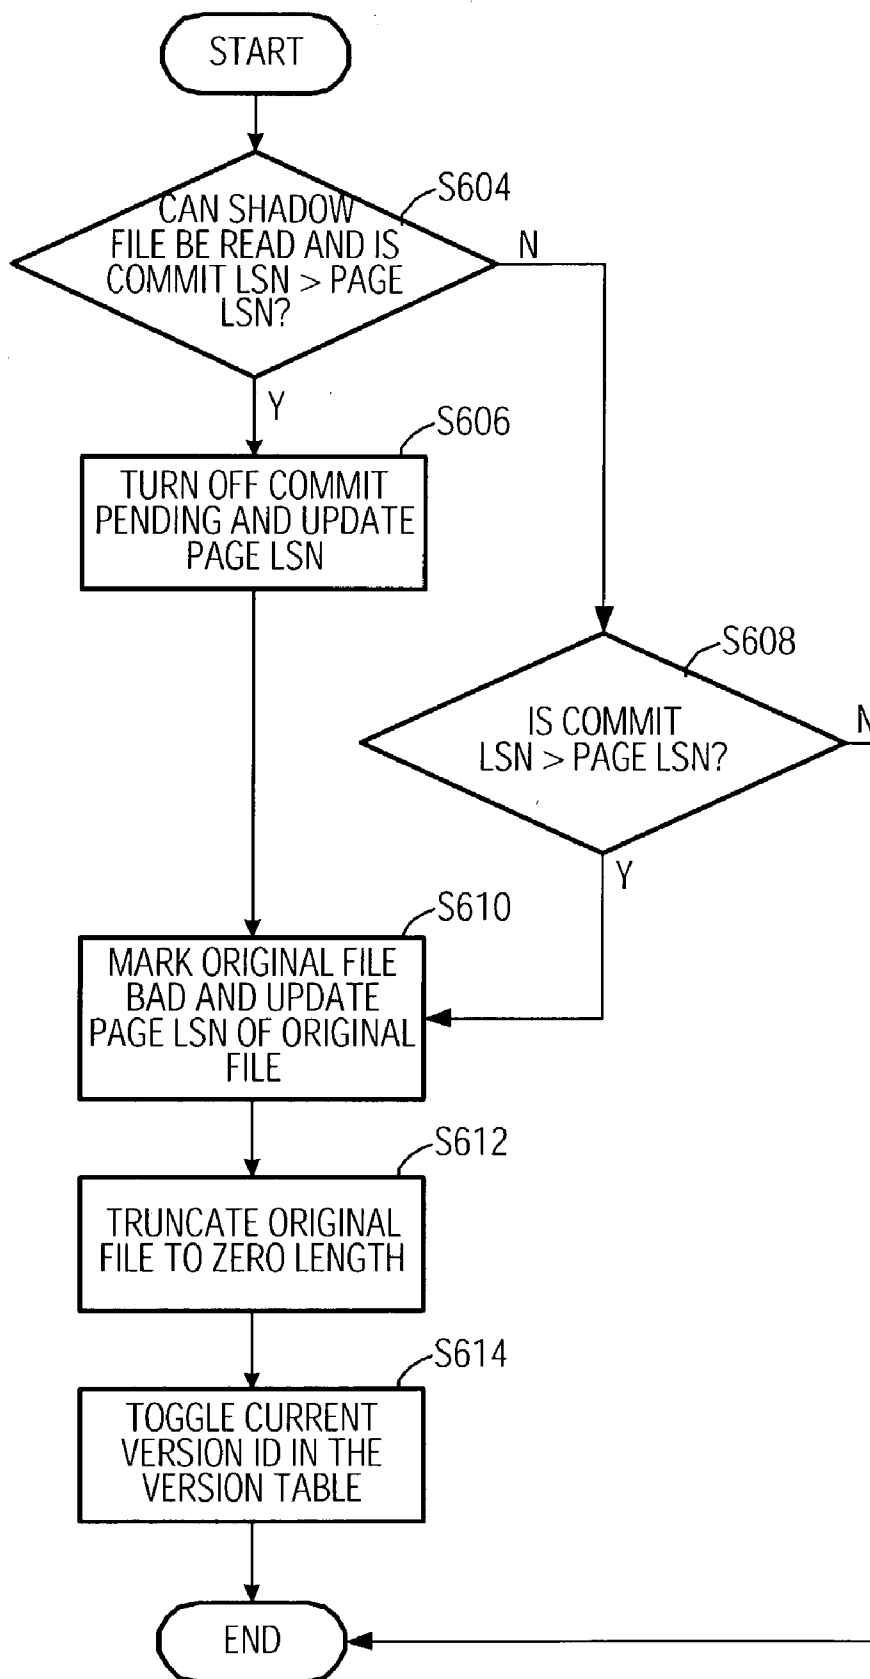 START
S604
CAN SHADOW
FILE BE READ AND IS
COMMIT LSN > PAGE
LSN?
N
Y
S606
TURN OFF COMMIT
PENDING AND UPDATE
PAGE LSN
S608
IS COMMIT
LSN > PAGE LSN?
N
Y
S610
MARK ORIGINAL FILE
BAD AND UPDATE
PAGE LSN OF ORIGINAL
FILE
S612
TRUNCATE ORIGINAL
FILE TO ZERO LENGTH
S614
TOGGLE CURRENT
VERSION ID IN THE
VERSION TABLE
END